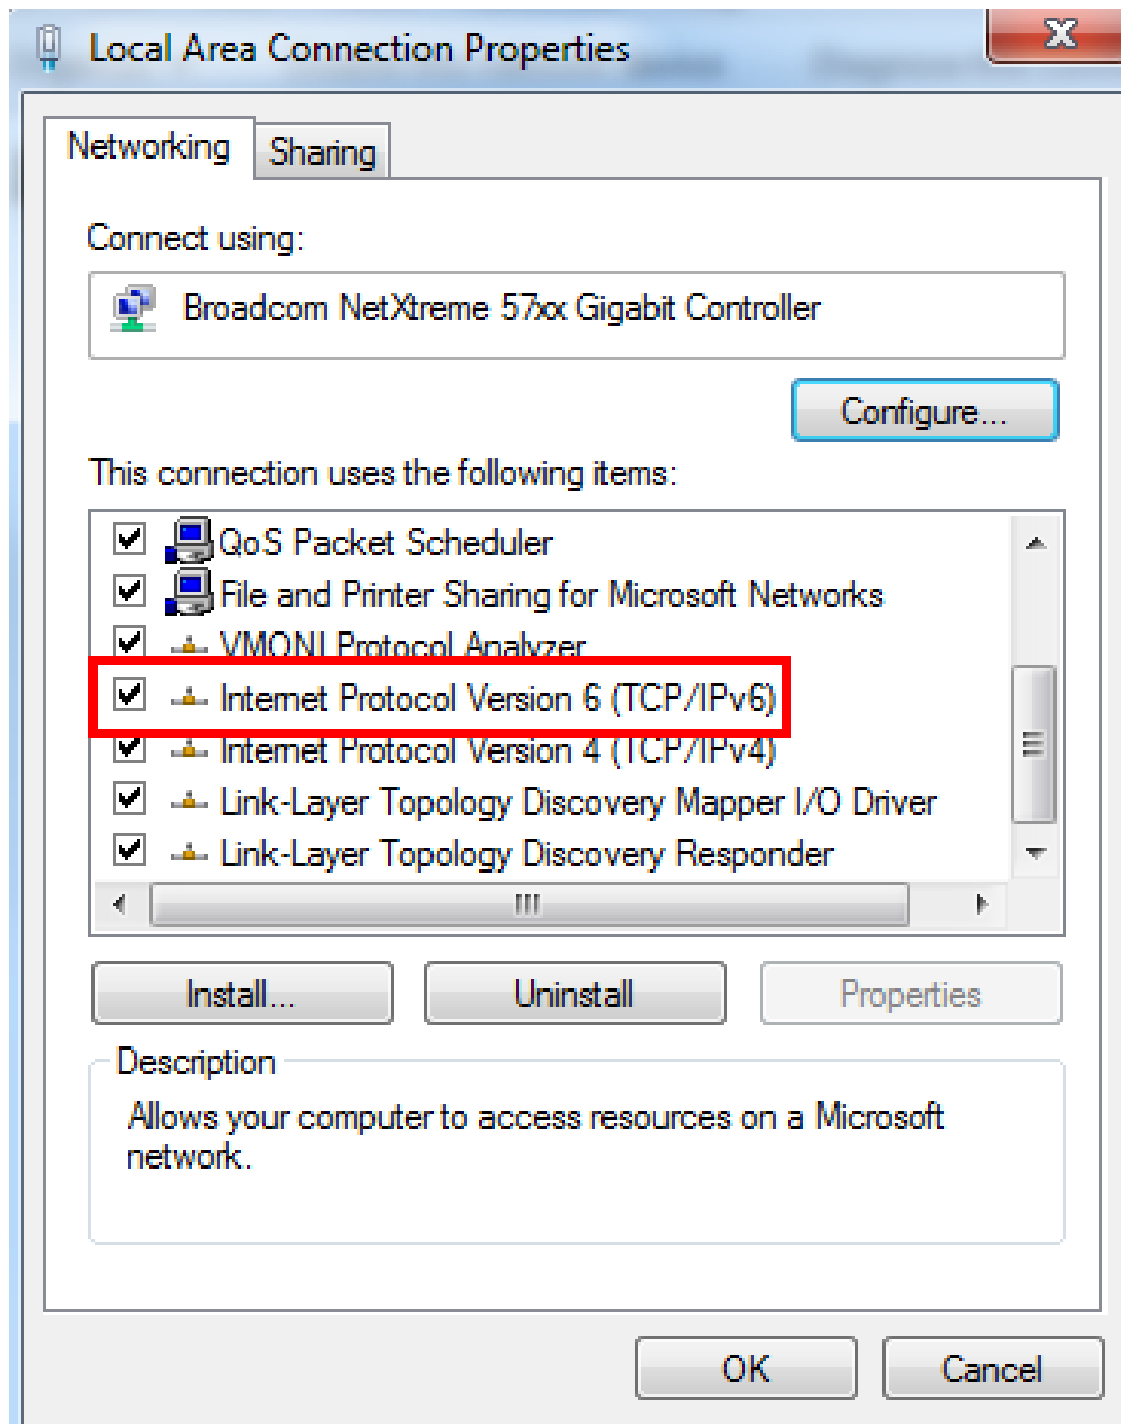 Local Area Connection Properties
Networking
Sharing
Connect using:
Broadcom NetXtreme 57xx Gigabit Controller
Configure...
This connection uses the following items:
QoS Packet Scheduler
File and Printer Sharing for Microsoft Networks
VMONI Protocol Analyzer
Internet Protocol Version 6 (TCP/IPv6)
Internet Protocol Version 4 (TCP/IPv4)
Link-Layer Topology Discovery Mapper I/O Driver
Link-Layer Topology Discovery Responder
Install...
Uninstall
Properties
Description
Allows your computer to access resources on a Microsoft
network.
OK
Cancel